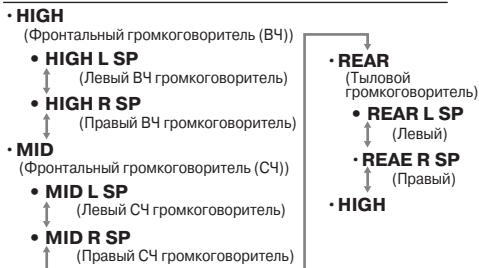 · HIGH
(Фронтальный громкоговоритель (ВЧ))
• HIGH L SP
(Левый ВЧ громкоговоритель)
• HIGH R SP
(Правый ВЧ громкоговоритель)
· MID
(Фронтальный громкоговоритель (СЧ))
• MID L SP
(Левый СЧ громкоговоритель)
• MID R SP
(Правый СЧ громкоговоритель)
· REAR
(Тыловой
громкоговоритель)
• REAR L SP
(Левый)
· REAE R SP
(Правый)
· HIGH